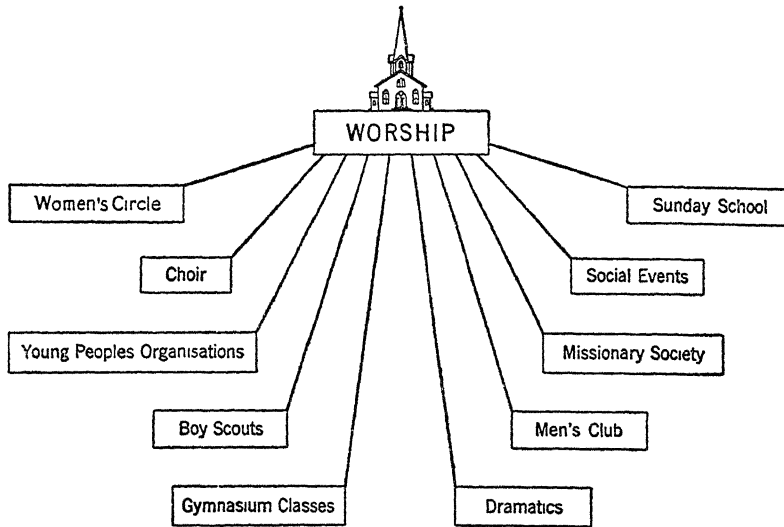 WORSHIP
Women's Circle
Sunday School
Choir
Social Events
Young Peoples Organisations
Missionary Society
Boy Scouts
Men's Club
Gymnasium Classes
Dramatics